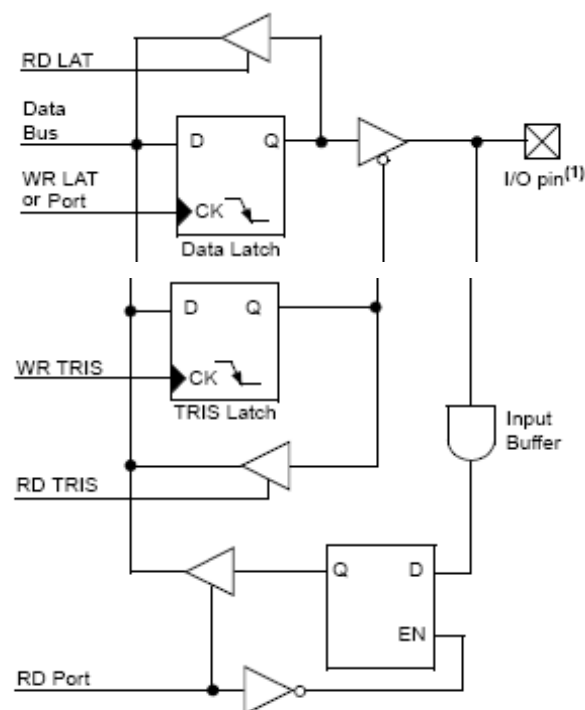 RD LAT
Data
Bus
D
Q
WR LAT
or Port
CK
Data Latch
I/O pin(1)
D
Q
WR TRIS
CK
TRIS Latch
Input
Buffer
RD TRIS
Q
D
EN
RD Port